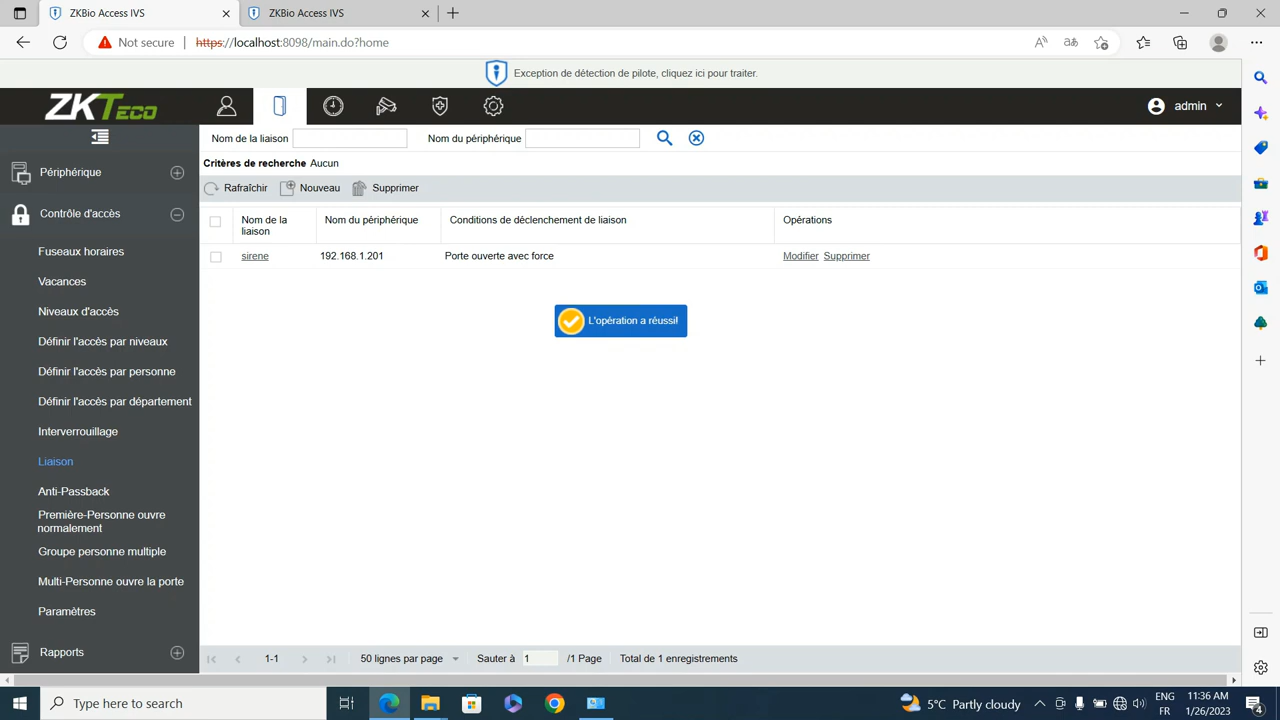 ZKBio Access IVS
ZKBio Access IVS
Not secure
https://localhost:8098/main.do?home
Exception de détection de pilote, cliquez ici pour traiter.
ZKTECO
admin
Nom de la liaison
Nom du périphérique
Critères de recherche Aucun
Rafraîchir
Nouveau
Supprimer
Nom de la liaison
Nom du périphérique
Conditions de déclenchement de liaison
Opérations
sirene
192.168.1.201
Porte ouverte avec force
Modifier Supprimer
L'opération a réussi!
Périphérique
Contrôle d'accès
Fuseaux horaires
Vacances
Niveaux d'accès
Définir l'accès par niveaux
Définir l'accès par personne
Définir l'accès par département
Interverrouillage
Liaison
Anti-Passback
Première-Personne ouvre
normalement
Groupe personne multiple
Multi-Personne ouvre la porte
Paramètres
Rapports
1-1
50 lignes par page
Sauter à 1 /1 Page
Total de 1 enregistrements
Type here to search
5°C Partly cloudy
ENG
FR
11:36 AM
1/26/2023
4